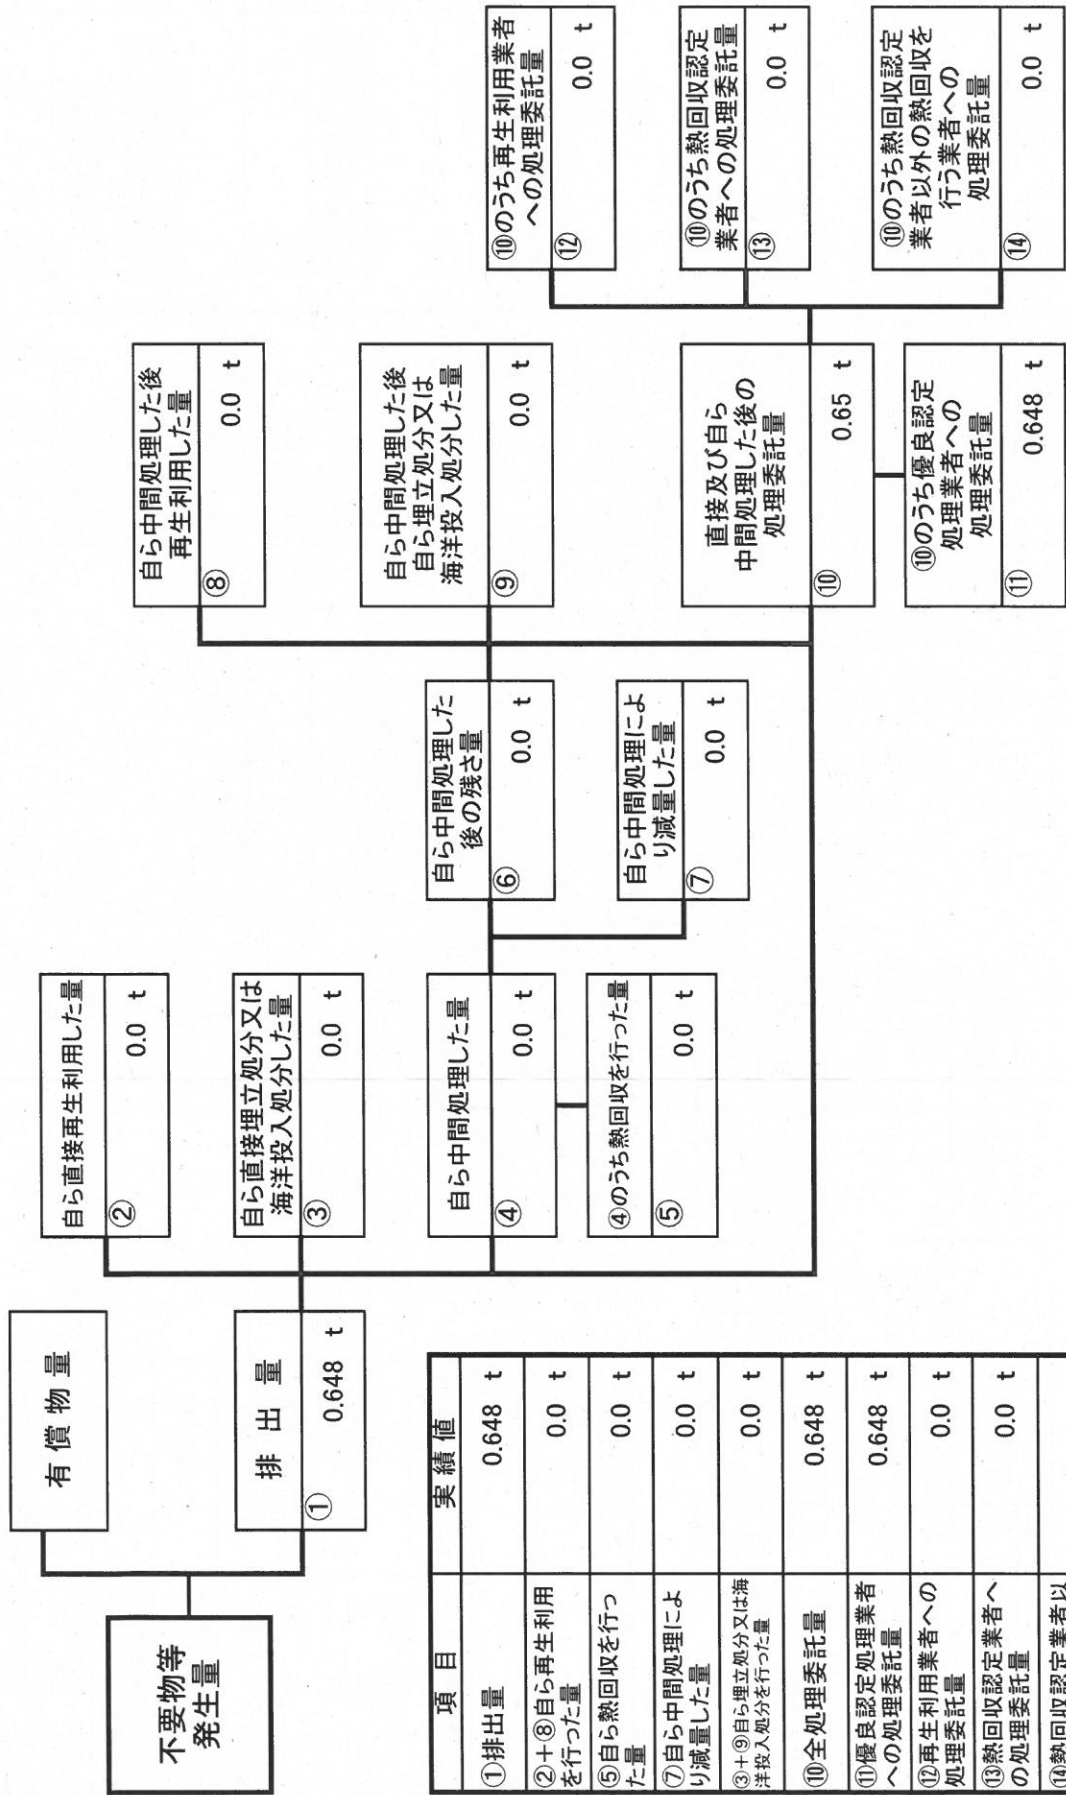 不要物等
発生量
有 償 物 量
排 出 量
① 0.648 t
自ら直接再生利用した量
② 0.0 t
自ら直接埋立処分又は
海洋投入処分した量
③ 0.0 t
自ら中間処理した量
④ 0.0 t
④のうち熱回収を行った量
⑤ 0.0 t
自ら中間処理した
後の残さ量
⑥ 0.0 t
自ら中間処理によ
り減量した量
⑦ 0.0 t
自ら中間処理した後
再生利用した量
⑧ 0.0 t
自ら中間処理した後
自ら埋立処分又は
海洋投入処分した量
⑨ 0.0 t
直接及び自ら
中間処理した後の
処理委託量
⑩ 0.65 t
⑩のうち優良認定
処理業者への
処理委託量
⑪ 0.648 t
⑩のうち再生利用業者
への処理委託量
⑫ 0.0 t
⑩のうち熱回収認定
業者への処理委託量
⑬ 0.0 t
⑩のうち熱回収認定
業者以外の熱回収を
行う業者への
処理委託量
⑭ 0.0 t
項 目 実 績 値
①排出量 0.648 t
②+⑧自ら再生利用
を行った量 0.0 t
⑤自ら熱回収を行っ
た量 0.0 t
⑦自ら中間処理によ
り減量した量 0.0 t
③+⑨自ら埋立処分又は海
洋投入処分を行った量 0.0 t
⑩全処理委託量 0.648 t
⑪優良認定処理業者
への処理委託量 0.648 t
⑫再生利用業者への
処理委託量 0.0 t
⑬熱回収認定業者へ
の処理委託量 0.0 t
⑭熱回収認定業者以